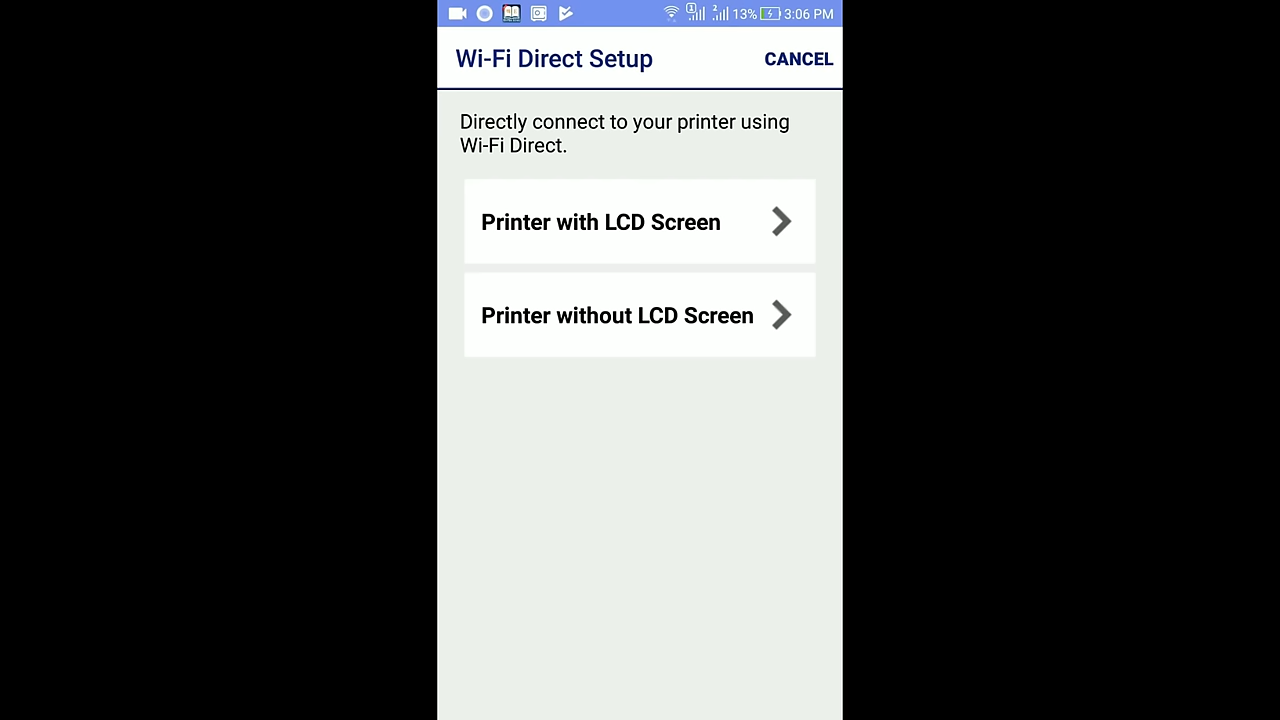 13% 3:06 PM
Wi-Fi Direct Setup CANCEL
Directly connect to your printer using
Wi-Fi Direct.
Printer with LCD Screen
Printer without LCD Screen